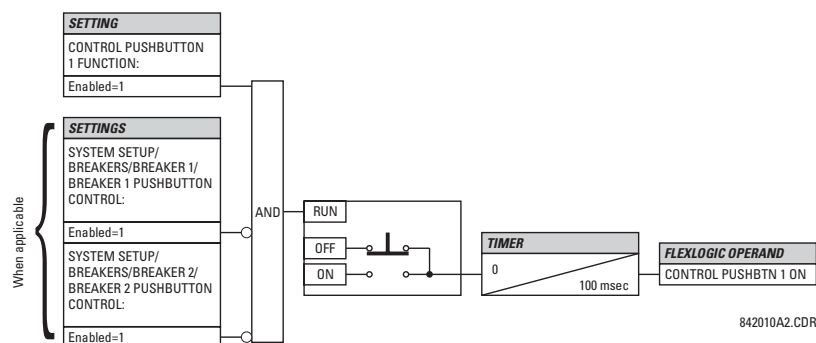 SETTING
CONTROL PUSHBUTTON
1 FUNCTION:
Enabled=1
When applicable
SETTINGS
SYSTEM SETUP/
BREAKERS/BREAKER 1/
BREAKER 1 PUSHBUTTON
CONTROL:
Enabled=1
SYSTEM SETUP/
BREAKERS/BREAKER 2/
BREAKER 2 PUSHBUTTON
CONTROL:
Enabled=1
AND
RUN
OFF
ON
TIMER
0
100 msec
FLEXLOGIC OPERAND
CONTROL PUSHBTN 1 ON
842010A2.CDR